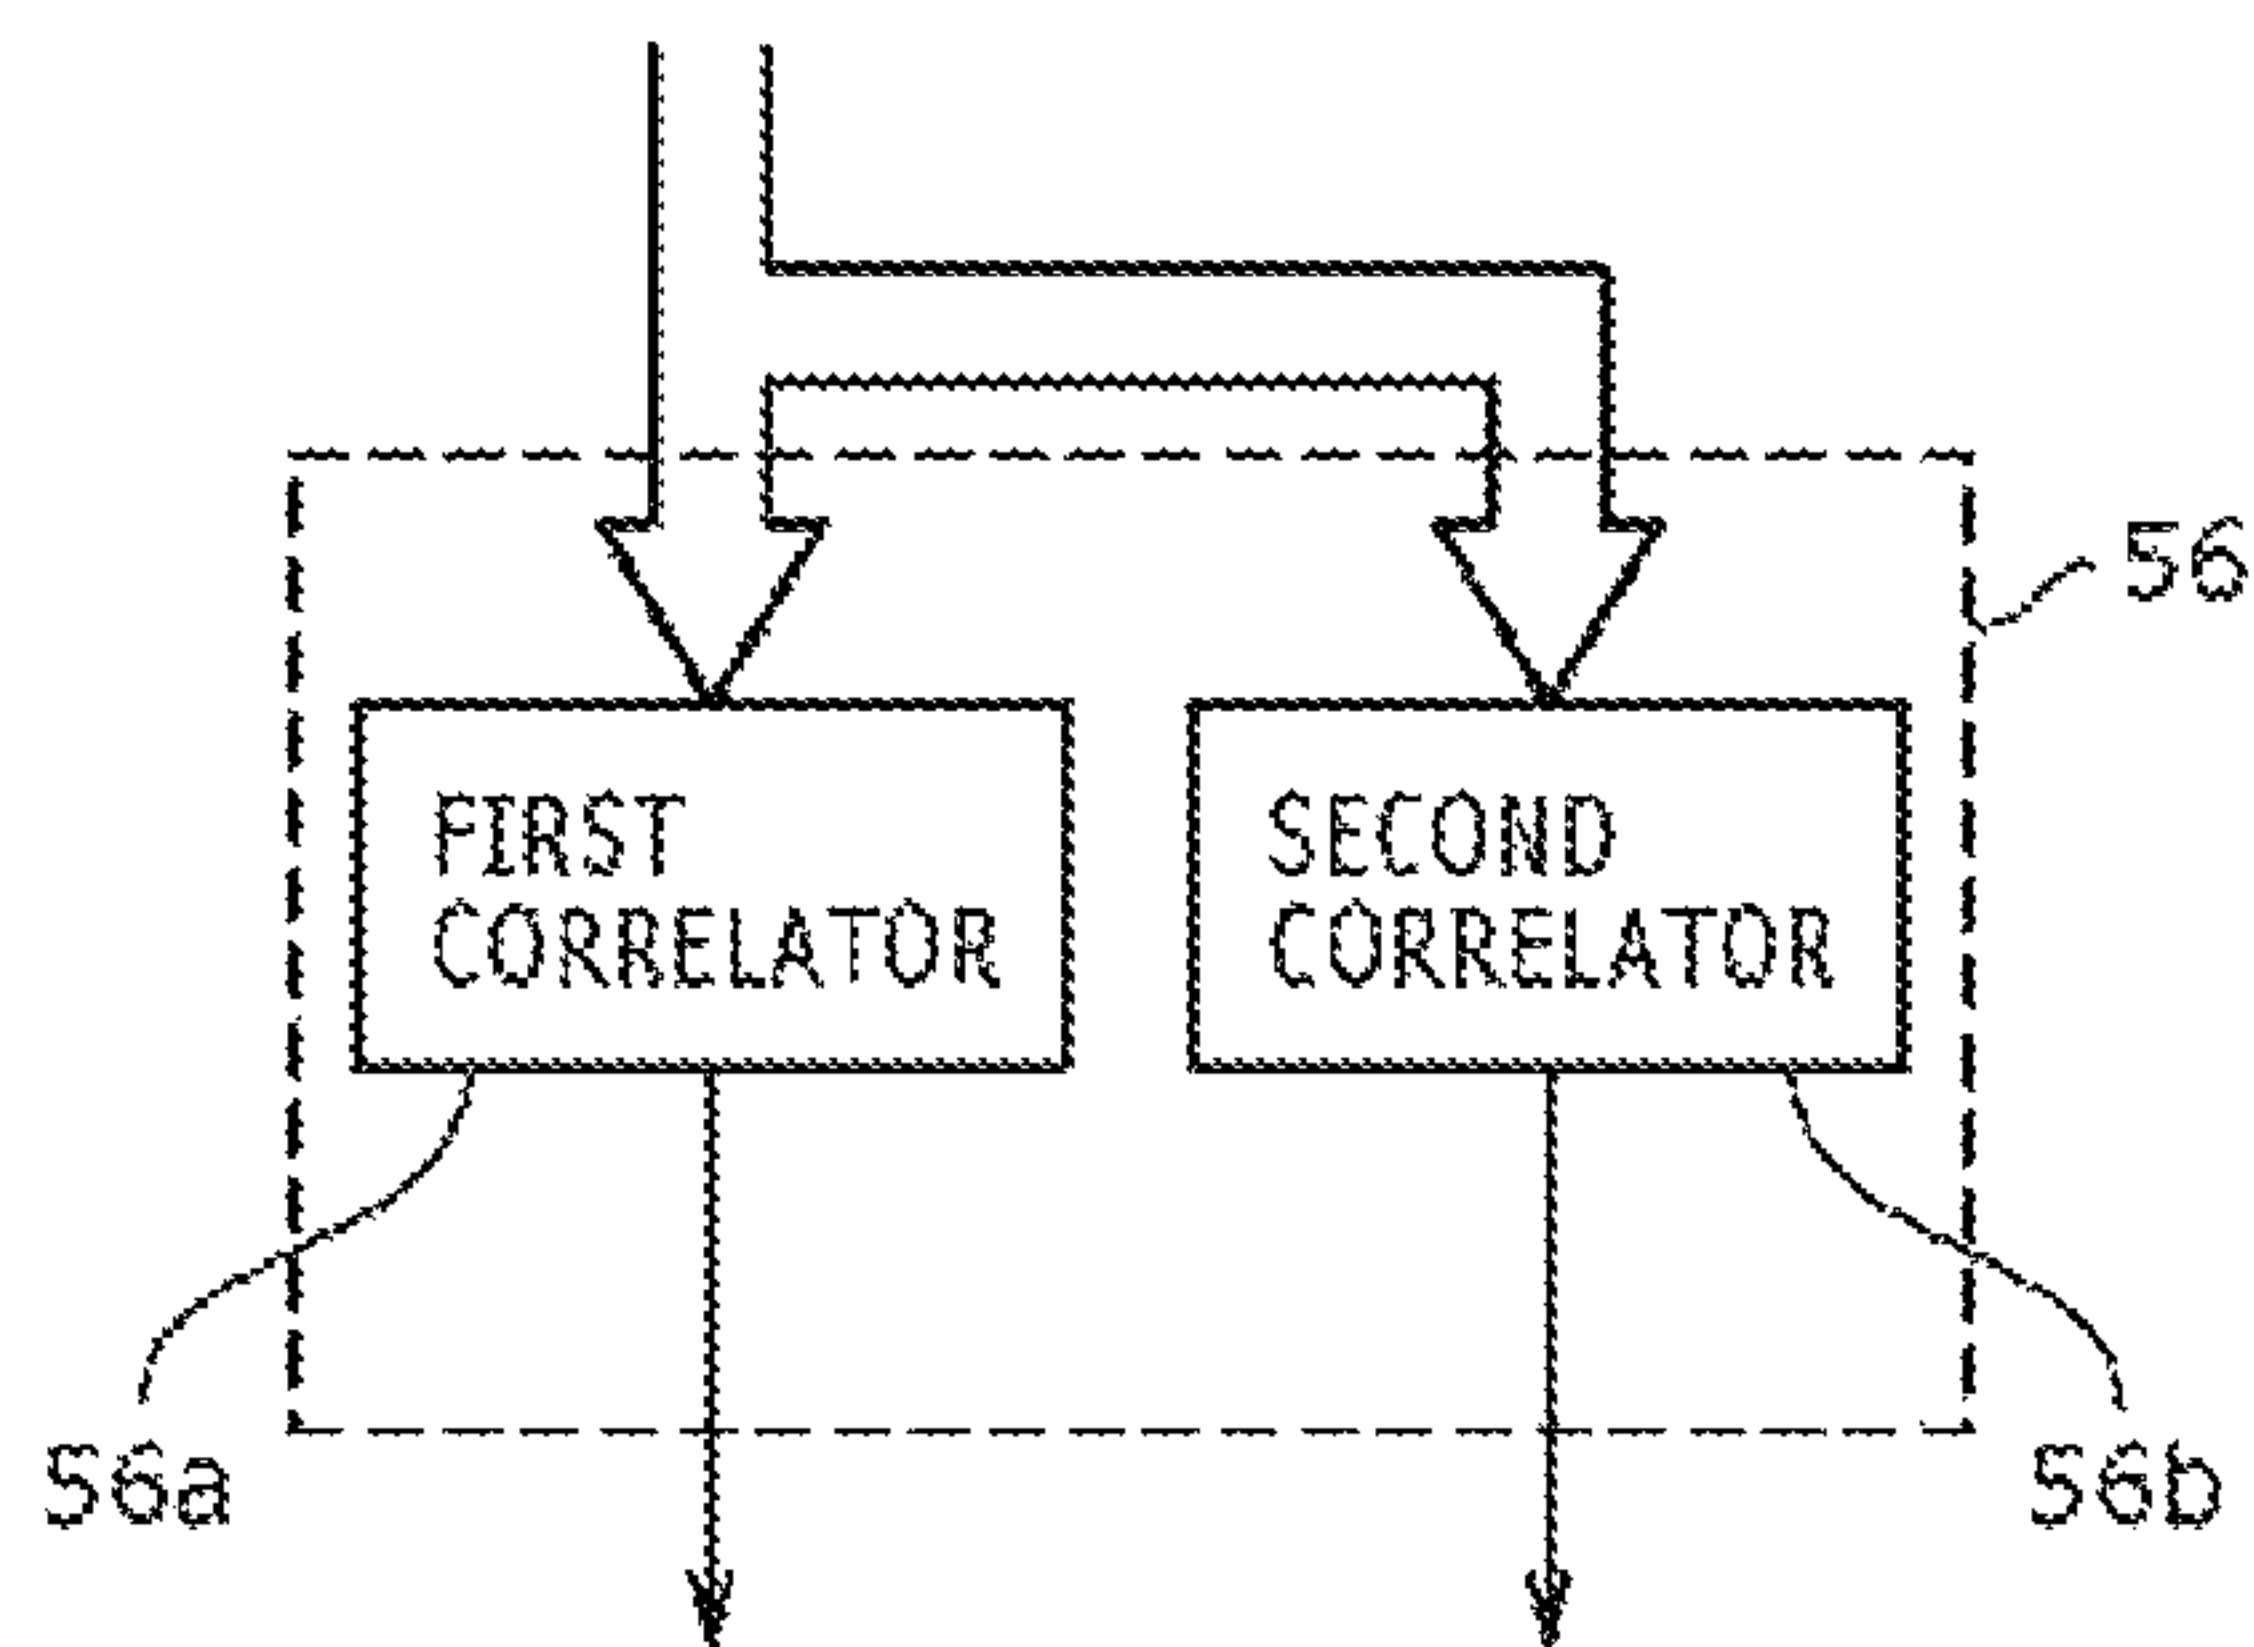 56
FIRST
CORRELATOR
SECOND
CORRELATOR
56a
56b